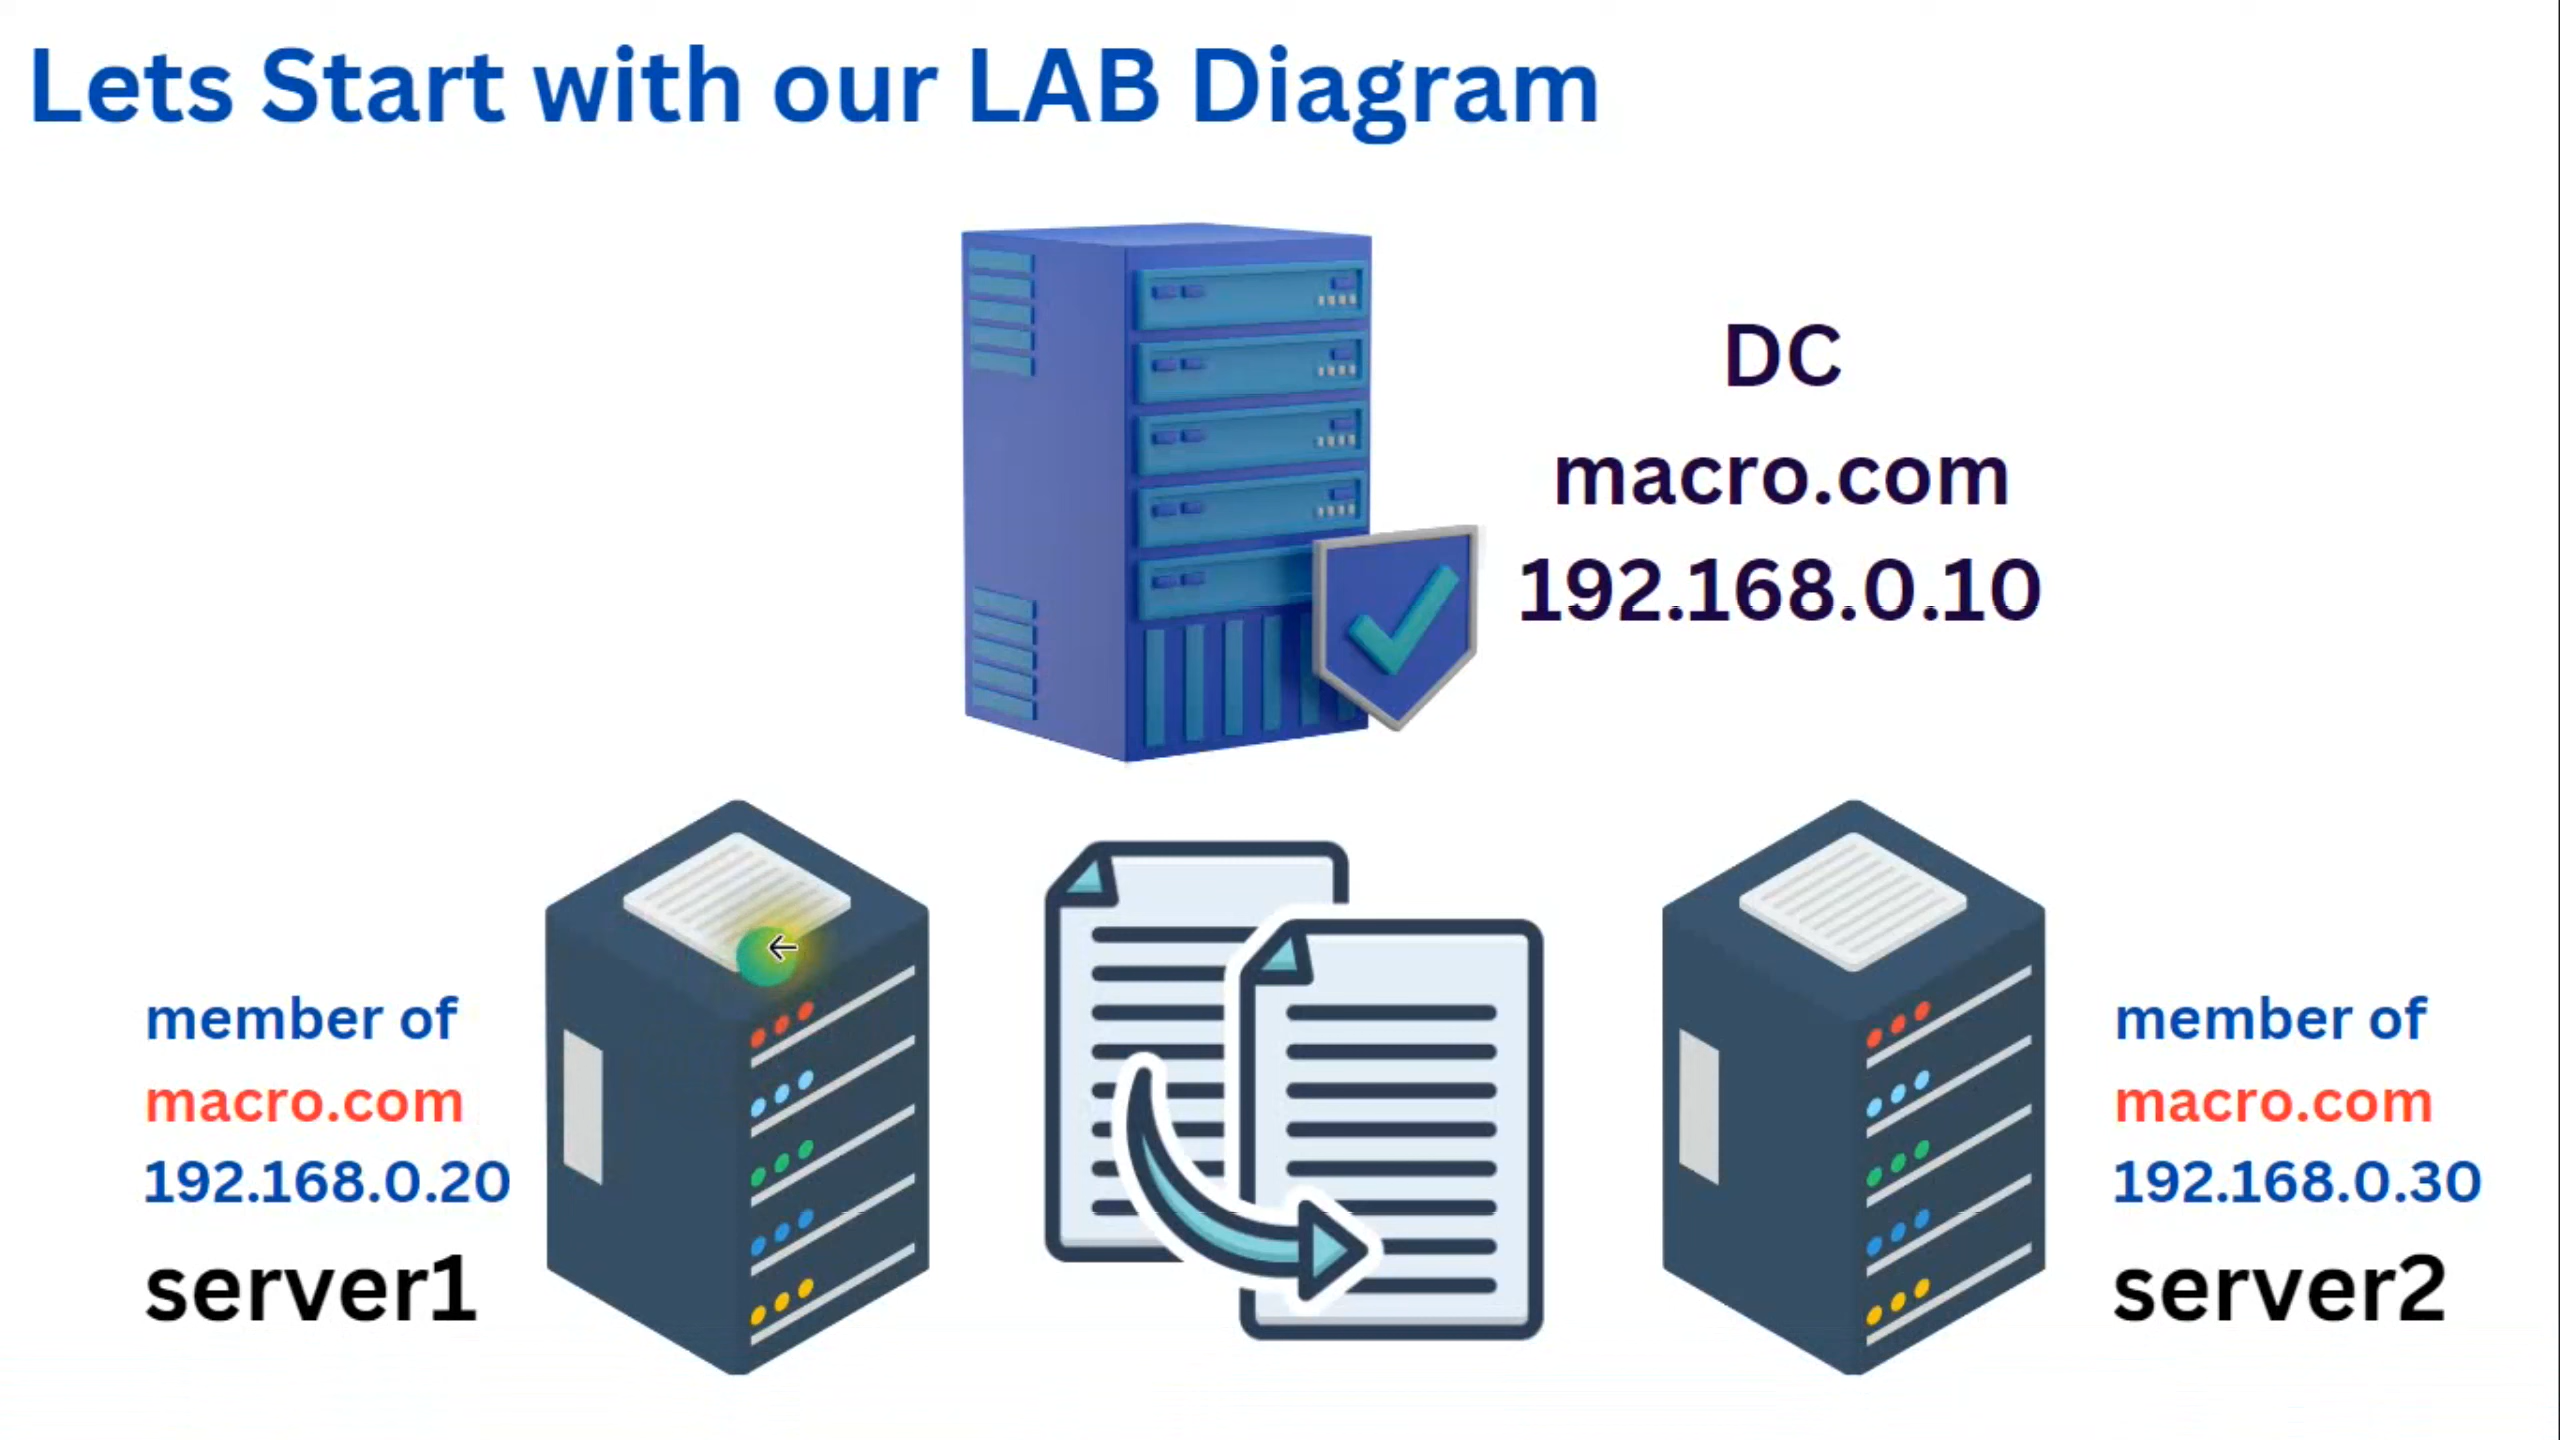 Lets Start with our LAB Diagram
DC
macro.com
192.168.0.10
member of
macro.com
192.168.0.20
server1
member of
macro.com
192.168.0.30
server2